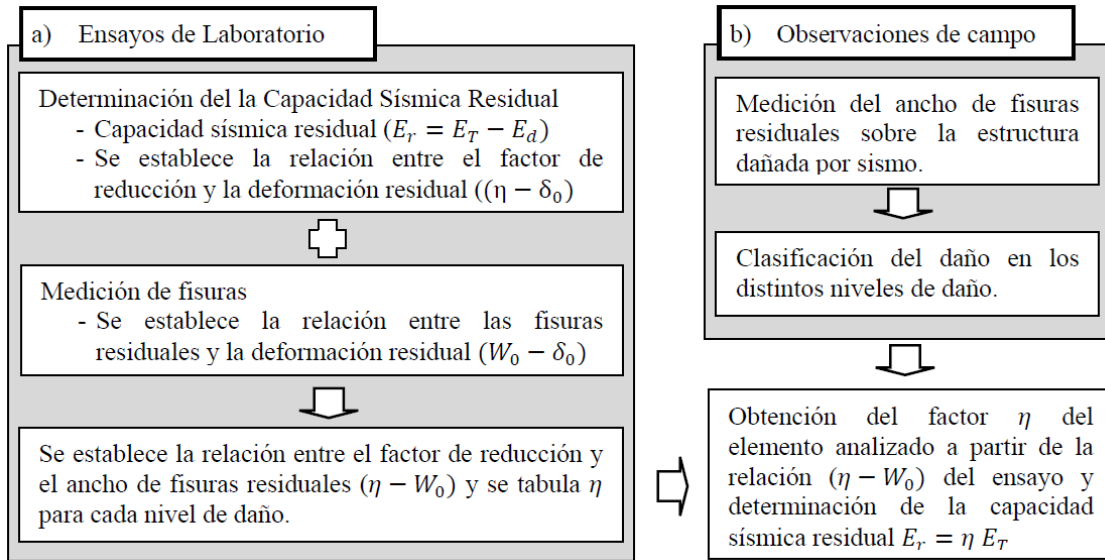 a) Ensayos de Laboratorio
Determinación del la Capacidad Sísmica Residual
- Capacidad sísmica residual (E_r = E_T − E_d)
- Se establece la relación entre el factor de
reducción y la deformación residual ((η − δ_0)
Medición de fisuras
- Se establece la relación entre las fisuras
residuales y la deformación residual (W_0 − δ_0)
Se establece la relación entre el factor de reducción y
el ancho de fisuras residuales (η − W_0) y se tabula η
para cada nivel de daño.
b) Observaciones de campo
Medición del ancho de fisuras
residuales sobre la estructura
dañada por sismo.
Clasificación del daño en los
distintos niveles de daño.
Obtención del factor η del
elemento analizado a partir de la
relación (η − W_0) del ensayo y
determinación de la capacidad
sísmica residual E_r = η E_T